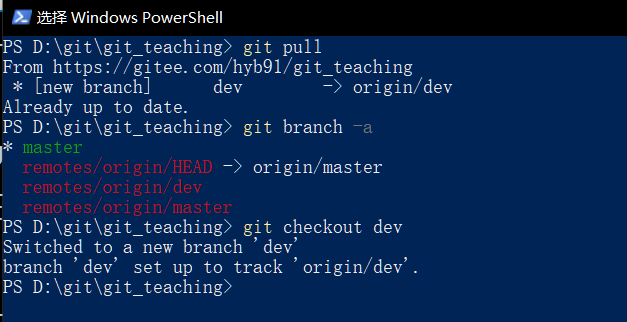 选择 Windows PowerShell
PS D:\git\git_teaching> git pull
From https://gitee.com/hyb91/git_teaching
 * [new branch]      dev        -> origin/dev
Already up to date.
PS D:\git\git_teaching> git branch -a
* master
  remotes/origin/HEAD -> origin/master
  remotes/origin/dev
  remotes/origin/master
PS D:\git\git_teaching> git checkout dev
Switched to a new branch 'dev'
branch 'dev' set up to track 'origin/dev'.
PS D:\git\git_teaching>